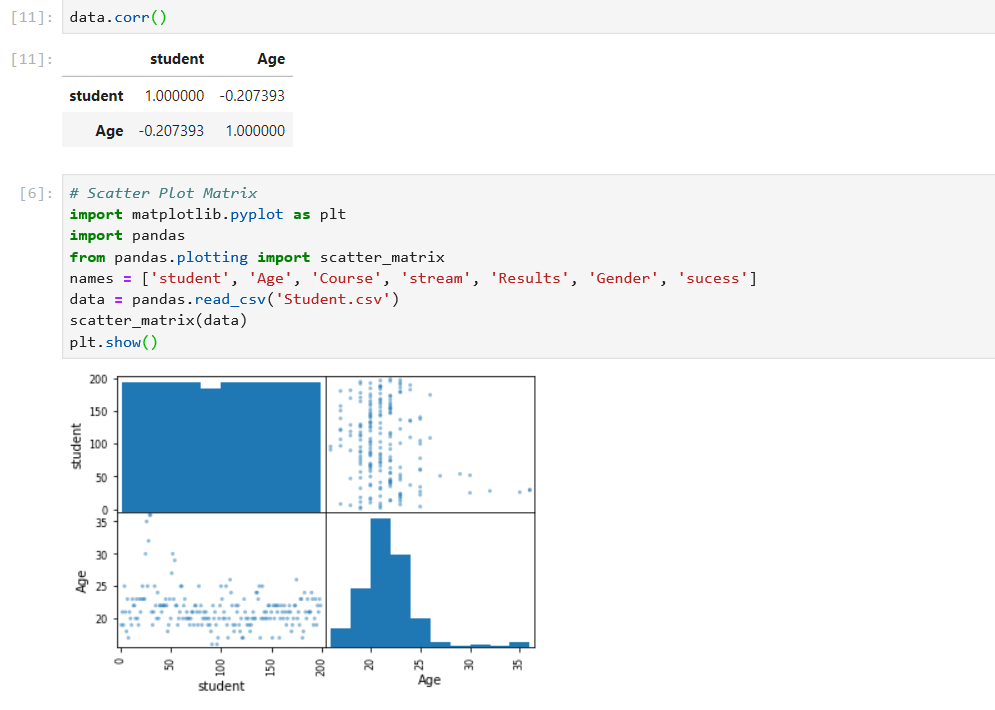 [11]: data.corr()
[11]:
student Age
student 1.000000 -0.207393
Age -0.207393 1.000000
[6]: # Scatter Plot Matrix
import matplotlib.pyplot as plt
import pandas
from pandas.plotting import scatter_matrix
names = ['student', 'Age', 'Course', 'stream', 'Results', 'Gender', 'sucess']
data = pandas.read_csv('Student.csv')
scatter_matrix(data)
plt.show()
200
150
100
50
0
student
35
30
25
20
Age
0 50 100 150 200
student
20 25 30 35
Age